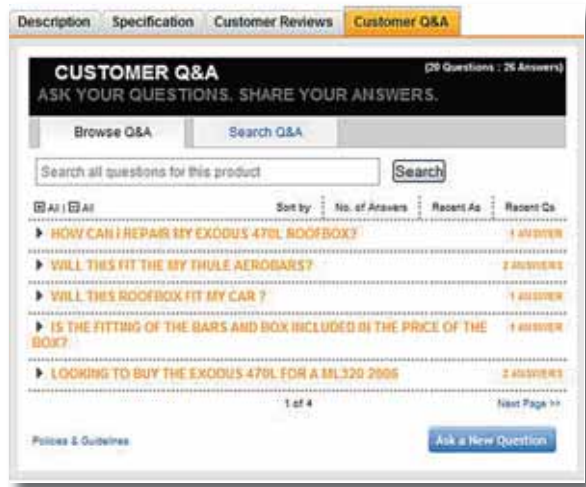 Description Specification Customer Reviews Customer Q&A
CUSTOMER Q&A (20 Questions : 26 Answers)
ASK YOUR QUESTIONS. SHARE YOUR ANSWERS.
Browse Q&A Search Q&A
Search all questions for this product Search
All | All Sort by No. of Answers Recent As Recent Qs
HOW CAN I REPAIR MY EXODUS 470L ROOFBOX? 1 ANSWER
WILL THIS FIT THE MY THULE AEROBARS? 2 ANSWERS
WILL THIS ROOFBOX FIT MY CAR ? 1 ANSWER
IS THE FITTING OF THE BARS AND BOX INCLUDED IN THE PRICE OF THE 1 ANSWER
BOX?
LOOKING TO BUY THE EXODUS 470L FOR A ML320 2006 2 ANSWERS
1 of 4 Next Page >>
Policies & Guidelines Ask a New Question